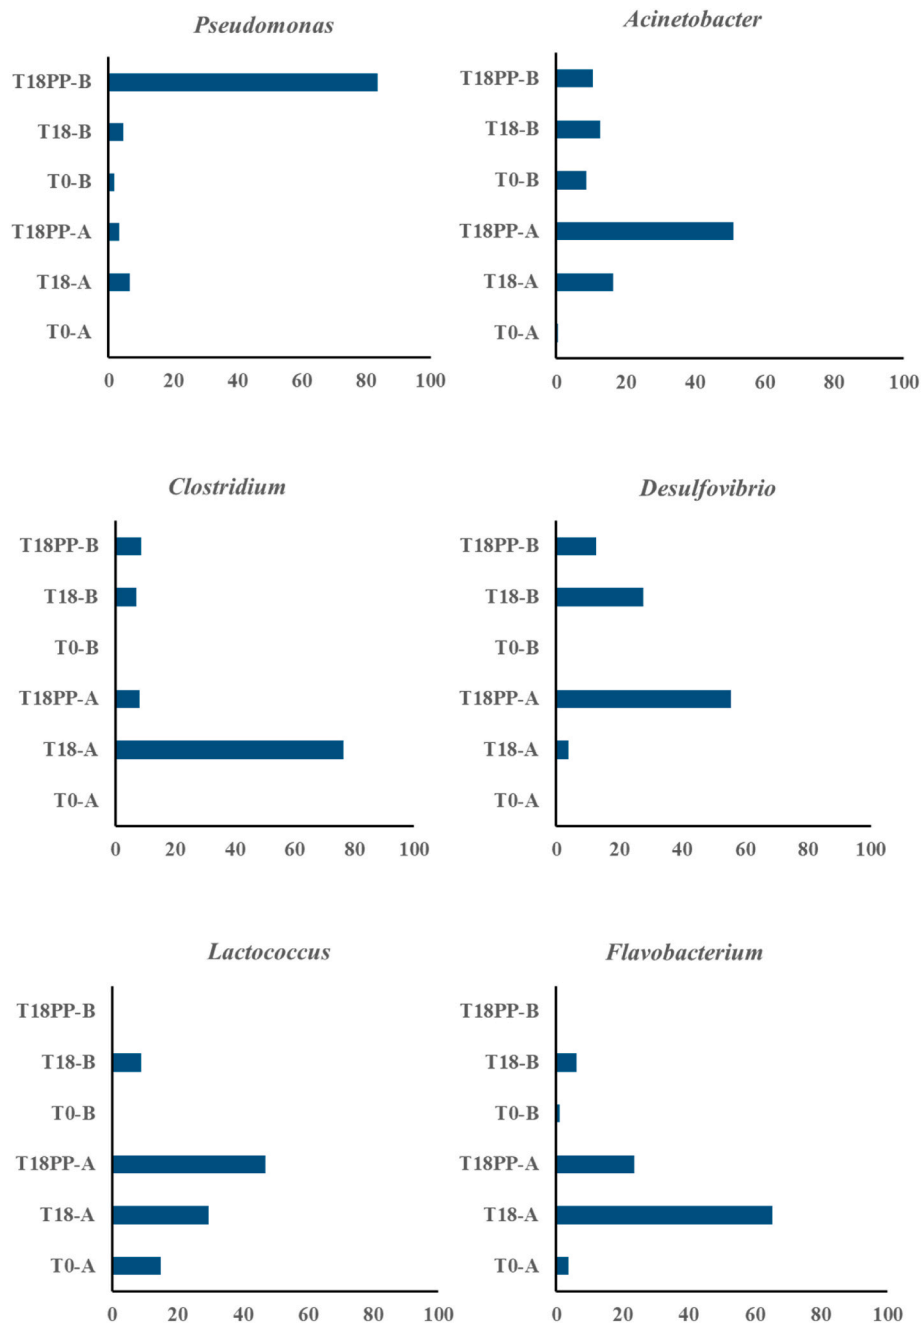 Pseudomonas
T18PP-B
T18-B
T0-B
T18PP-A
T18-A
T0-A
0 20 40 60 80 100
Acinetobacter
T18PP-B
T18-B
T0-B
T18PP-A
T18-A
T0-A
0 20 40 60 80 100
Clostridium
T18PP-B
T18-B
T0-B
T18PP-A
T18-A
T0-A
0 20 40 60 80 100
Desulfovibrio
T18PP-B
T18-B
T0-B
T18PP-A
T18-A
T0-A
0 20 40 60 80 100
Lactococcus
T18PP-B
T18-B
T0-B
T18PP-A
T18-A
T0-A
0 20 40 60 80 100
Flavobacterium
T18PP-B
T18-B
T0-B
T18PP-A
T18-A
T0-A
0 20 40 60 80 100